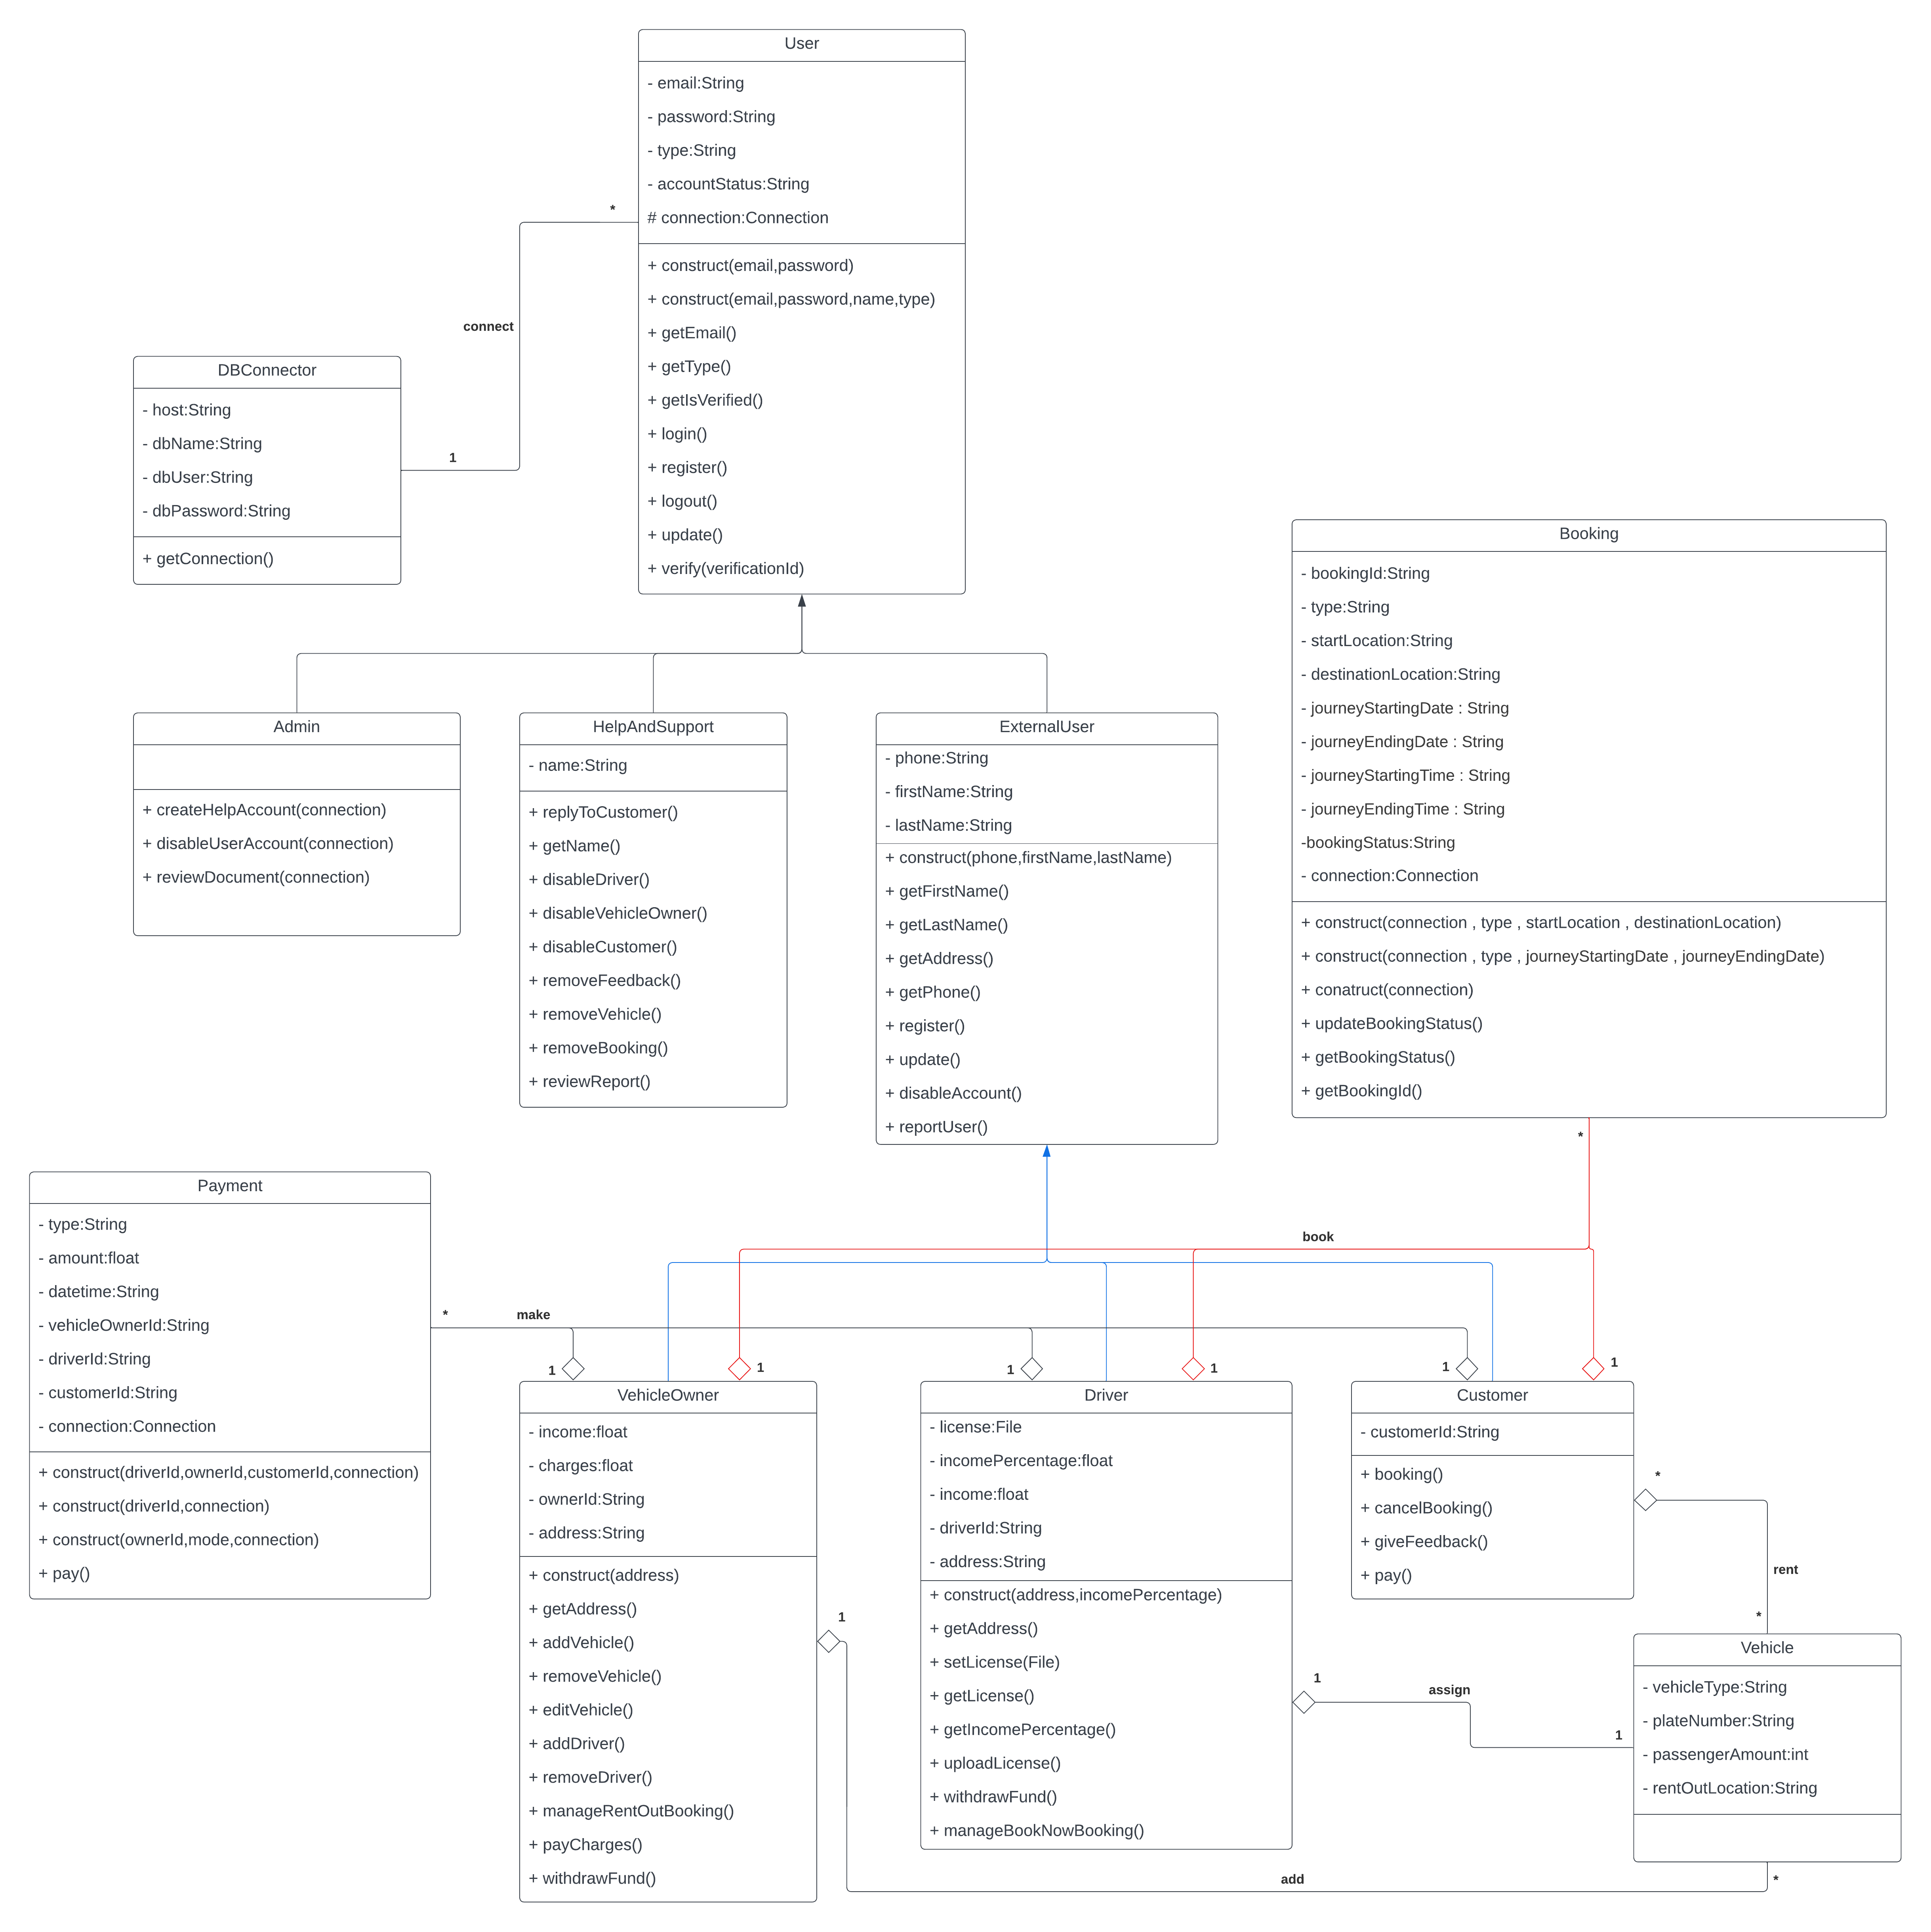 User
- email:String
- password:String
- type:String
- accountStatus:String
# connection:Connection
+ construct(email,password)
+ construct(email,password,name,type)
+ getEmail()
+ getType()
+ getIsVerified()
+ login()
+ register()
+ logout()
+ update()
+ verify(verificationId)
*
connect
1
DBConnector
- host:String
- dbName:String
- dbUser:String
- dbPassword:String
+ getConnection()
Booking
- bookingId:String
- type:String
- startLocation:String
- destinationLocation:String
- journeyStartingDate : String
- journeyEndingDate : String
- journeyStartingTime : String
- journeyEndingTime : String
-bookingStatus:String
- connection:Connection
+ construct(connection , type , startLocation , destinationLocation)
+ construct(connection , type , journeyStartingDate , journeyEndingDate)
+ conatruct(connection)
+ updateBookingStatus()
+ getBookingStatus()
+ getBookingId()
Admin
+ createHelpAccount(connection)
+ disableUserAccount(connection)
+ reviewDocument(connection)
HelpAndSupport
- name:String
+ replyToCustomer()
+ getName()
+ disableDriver()
+ disableVehicleOwner()
+ disableCustomer()
+ removeFeedback()
+ removeVehicle()
+ removeBooking()
+ reviewReport()
ExternalUser
- phone:String
- firstName:String
- lastName:String
+ construct(phone,firstName,lastName)
+ getFirstName()
+ getLastName()
+ getAddress()
+ getPhone()
+ register()
+ update()
+ disableAccount()
+ reportUser()
*
book
Payment
- type:String
- amount:float
- datetime:String
- vehicleOwnerId:String
- driverId:String
- customerId:String
- connection:Connection
+ construct(driverId,ownerId,customerId,connection)
+ construct(driverId,connection)
+ construct(ownerId,mode,connection)
+ pay()
*
make
1
1
1
1
1
1
VehicleOwner
- income:float
- charges:float
- ownerId:String
- address:String
+ construct(address)
+ getAddress()
+ addVehicle()
+ removeVehicle()
+ editVehicle()
+ addDriver()
+ removeDriver()
+ manageRentOutBooking()
+ payCharges()
+ withdrawFund()
Driver
- license:File
- incomePercentage:float
- income:float
- driverId:String
- address:String
+ construct(address,incomePercentage)
+ getAddress()
+ setLicense(File)
+ getLicense()
+ getIncomePercentage()
+ uploadLicense()
+ withdrawFund()
+ manageBookNowBooking()
Customer
- customerId:String
+ booking()
+ cancelBooking()
+ giveFeedback()
+ pay()
*
rent
*
Vehicle
- vehicleType:String
- plateNumber:String
- passengerAmount:int
- rentOutLocation:String
1
1
assign
1
add
*